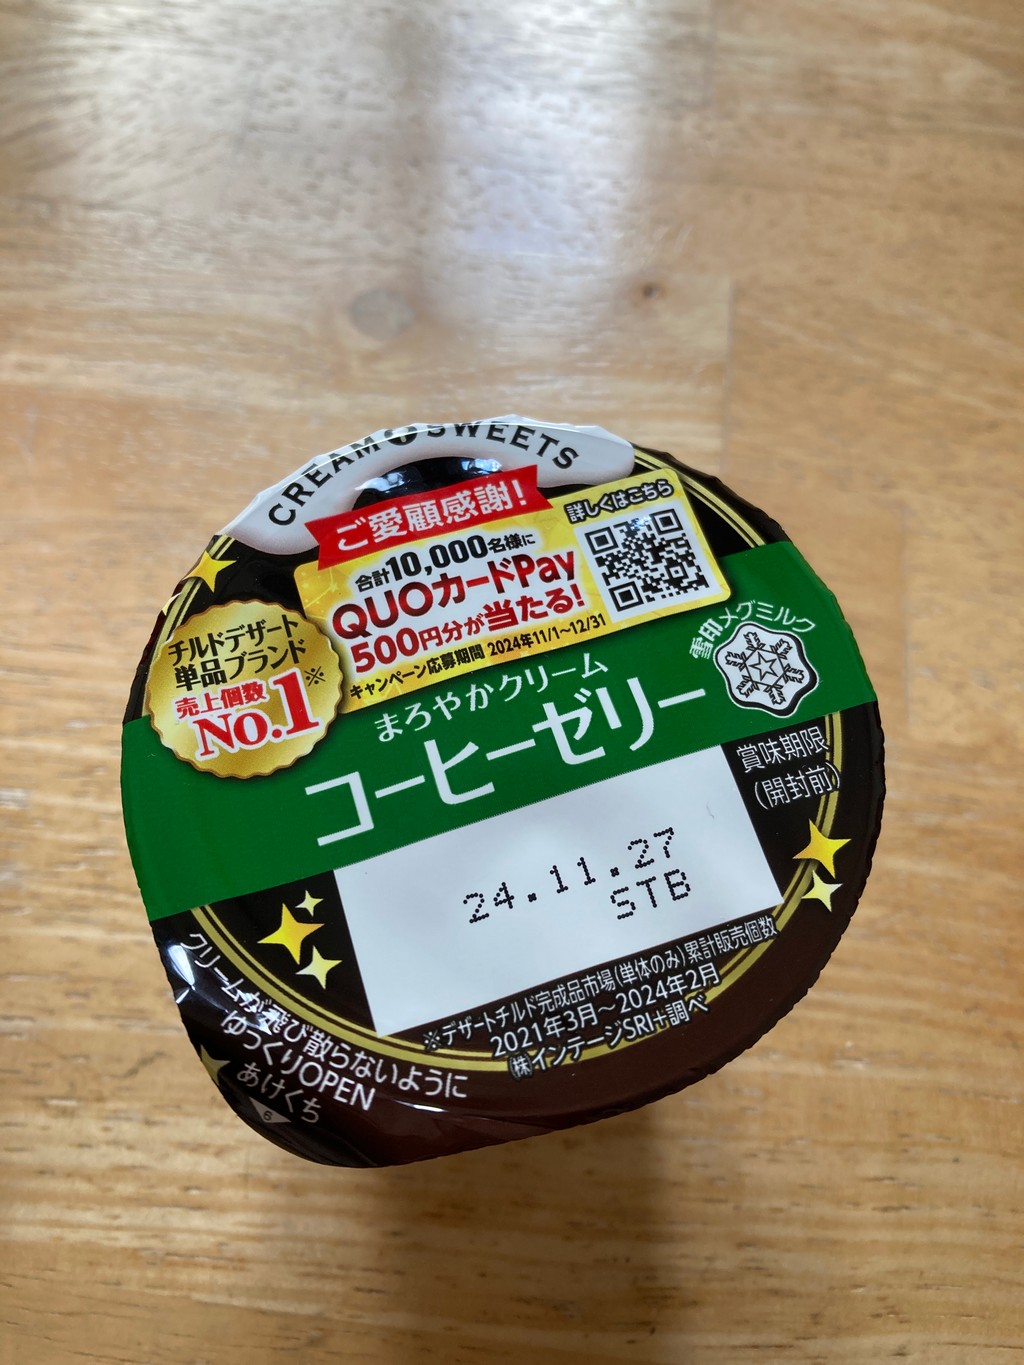 CREAM SWEETS
ご愛顧感謝!
詳しくはこちら
合計10,000名様に
QUOカードPay
500円分が当たる!
キャンペーン応募期間 2024年11/1〜12/31
チルドデザート
単品ブランド※
売上個数
No.1
雪印メグミルク
まろやかクリーム
コーヒーゼリー
賞味期限
(開封前)
24.11.27
STB
※デザートチルド完成品市場(単体のみ)累計販売個数
2021年3月〜2024年2月
㈱インテージSRI+調べ
クリームが飛び散らないように
ゆっくりOPEN
あけくち
6